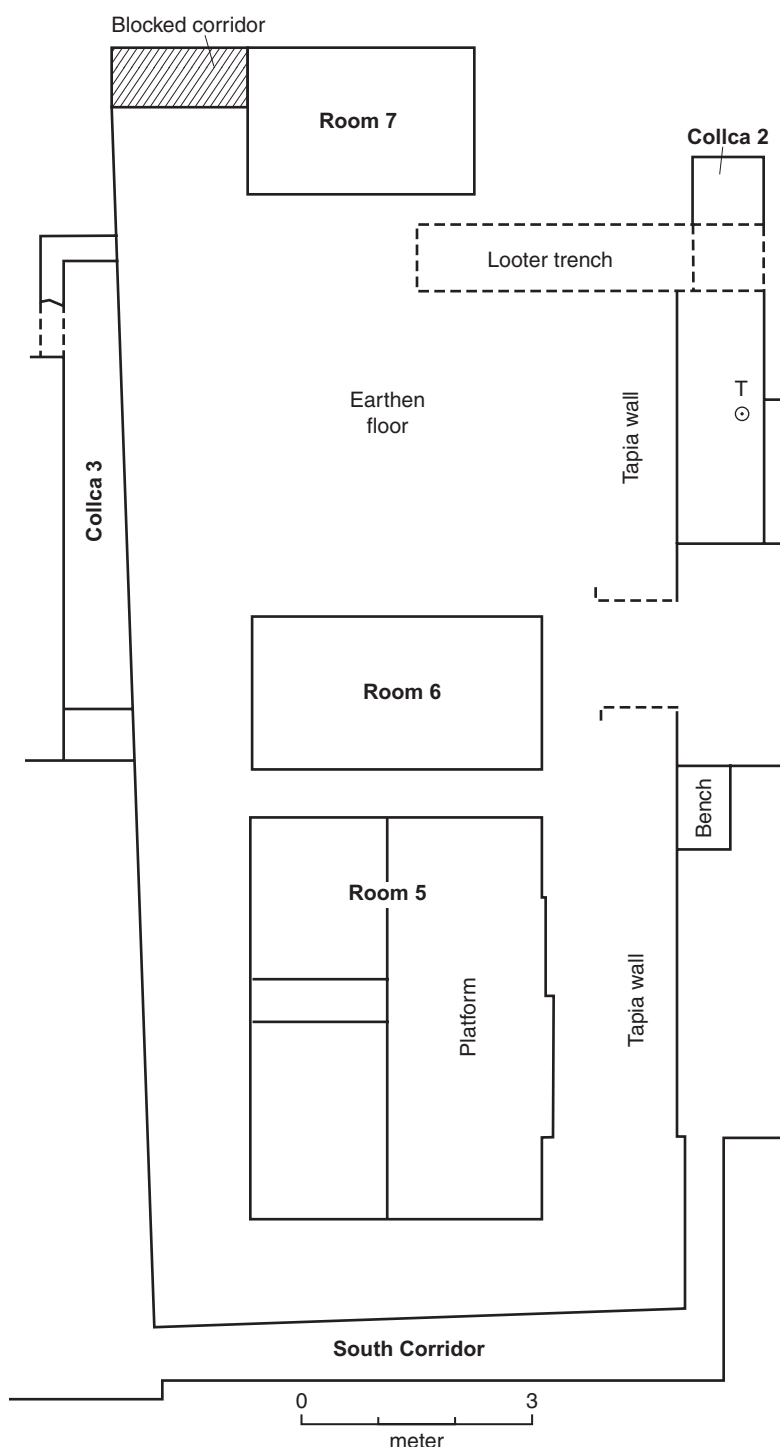 Blocked corridor
Room 7
Collca 2
Looter trench
T
Earthen
floor
Tapia wall
Collca 3
Room 6
Bench
Room 5
Platform
Tapia wall
South Corridor
0 3
meter